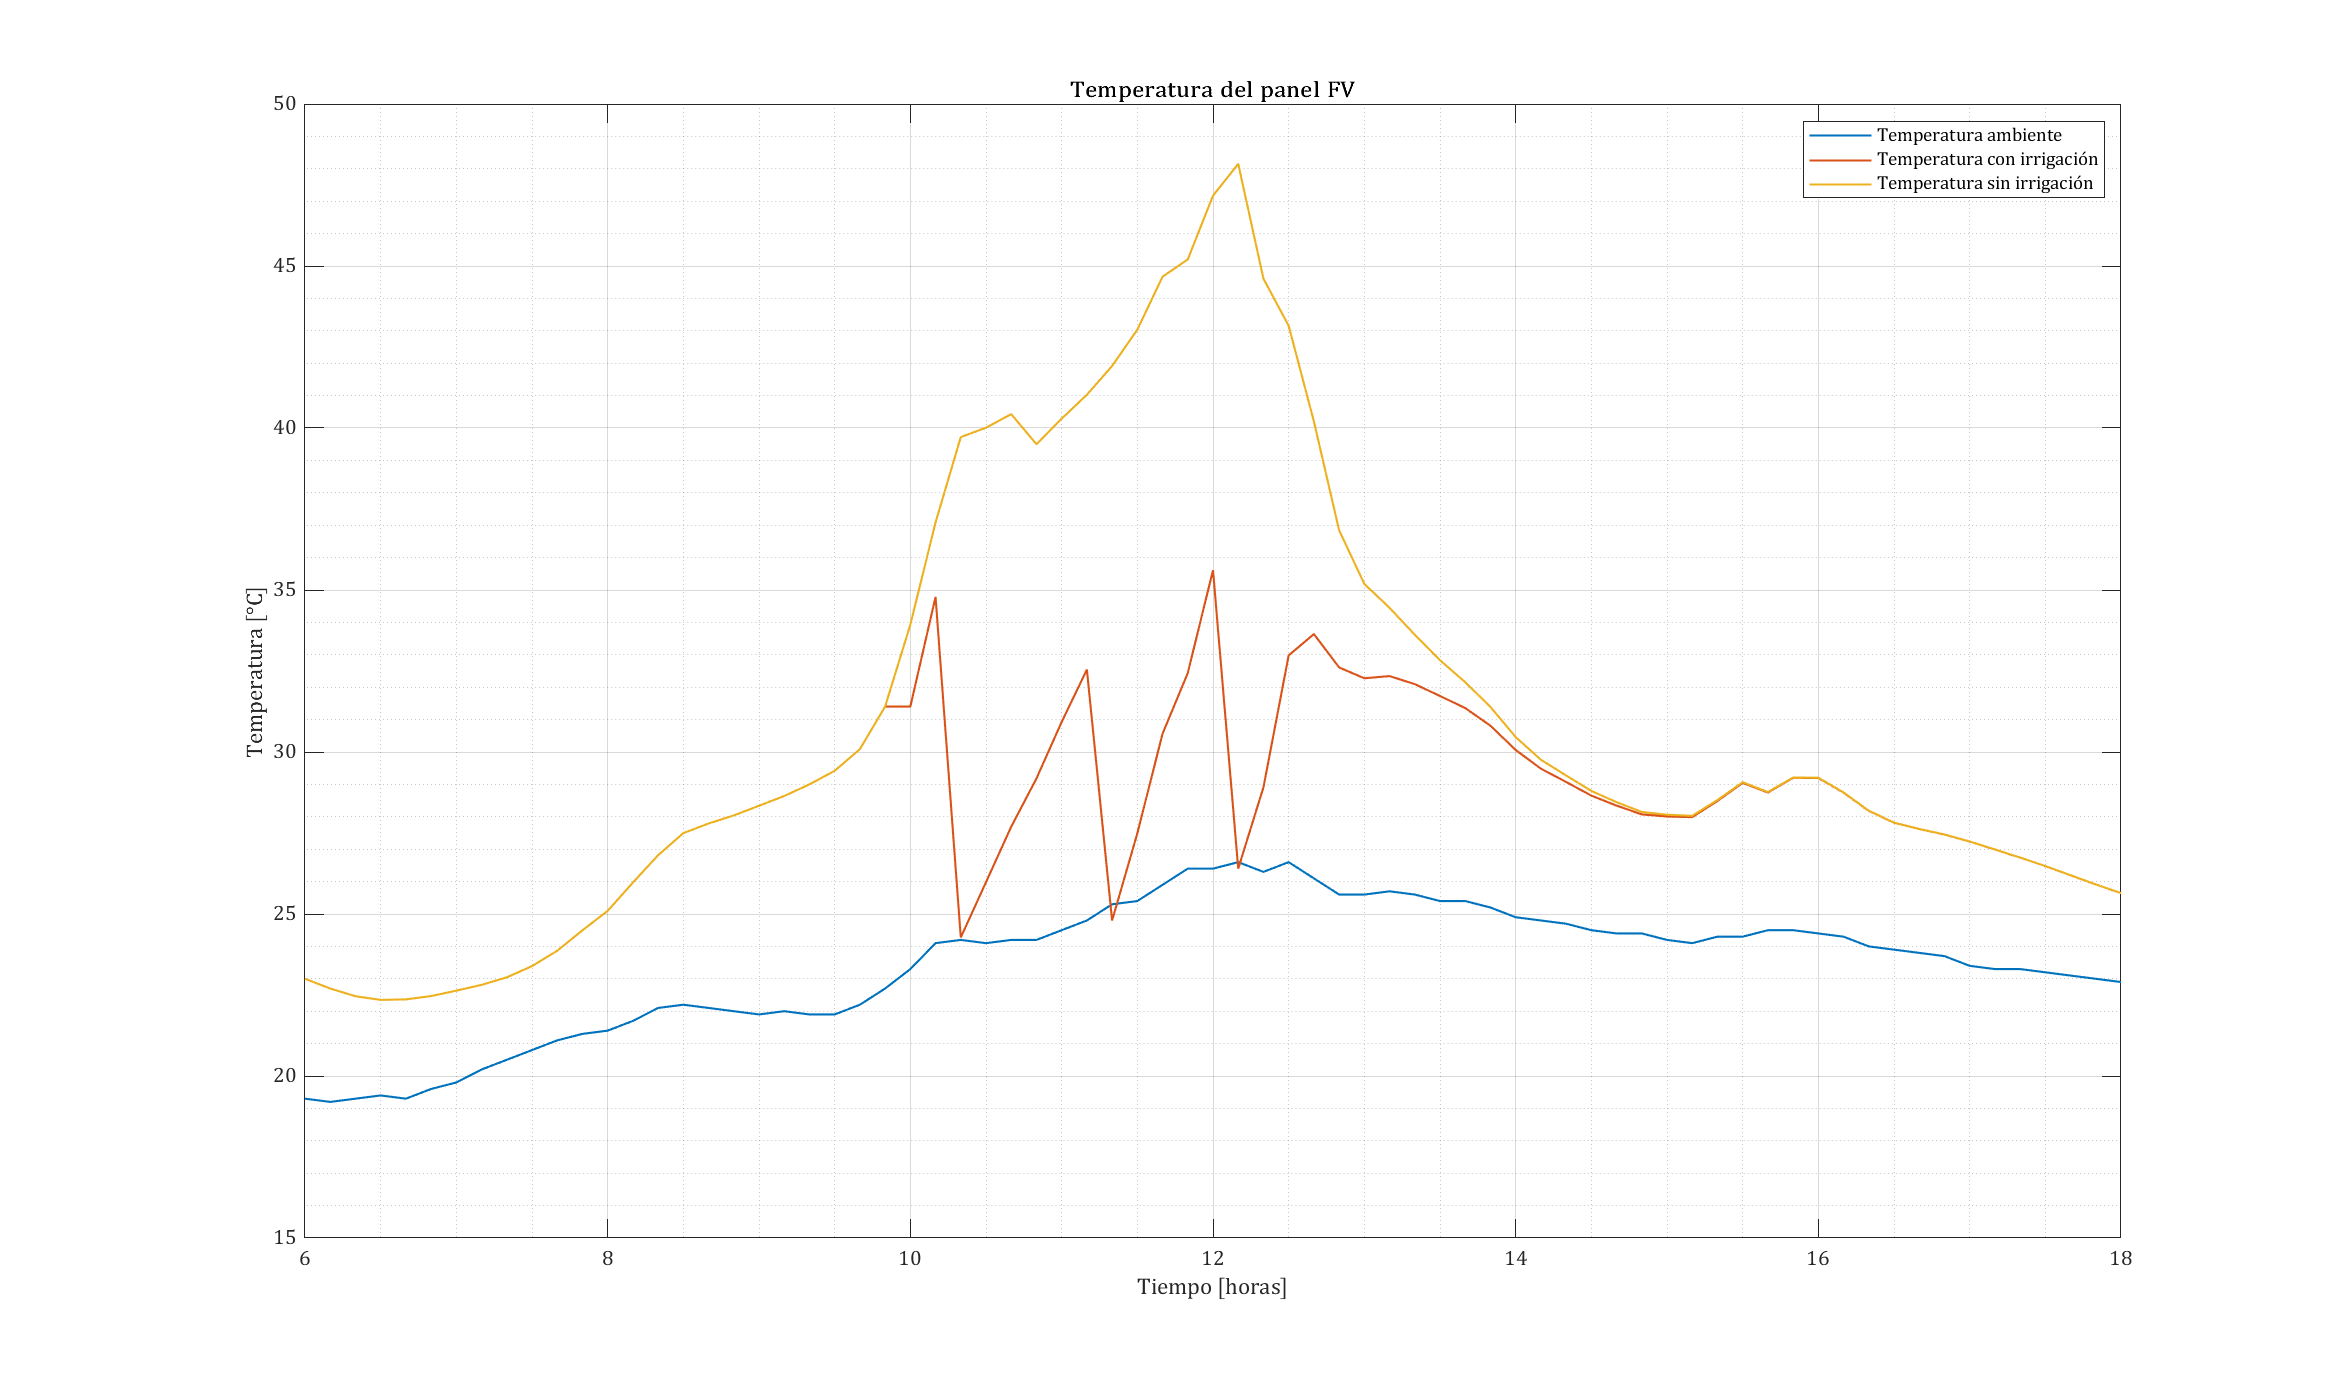 Temperatura del panel FV
Temperatura ambiente
Temperatura con irrigación
Temperatura sin irrigación
Temperatura [°C]
50
45
40
35
30
25
20
15
6 8 10 12 14 16 18
Tiempo [horas]